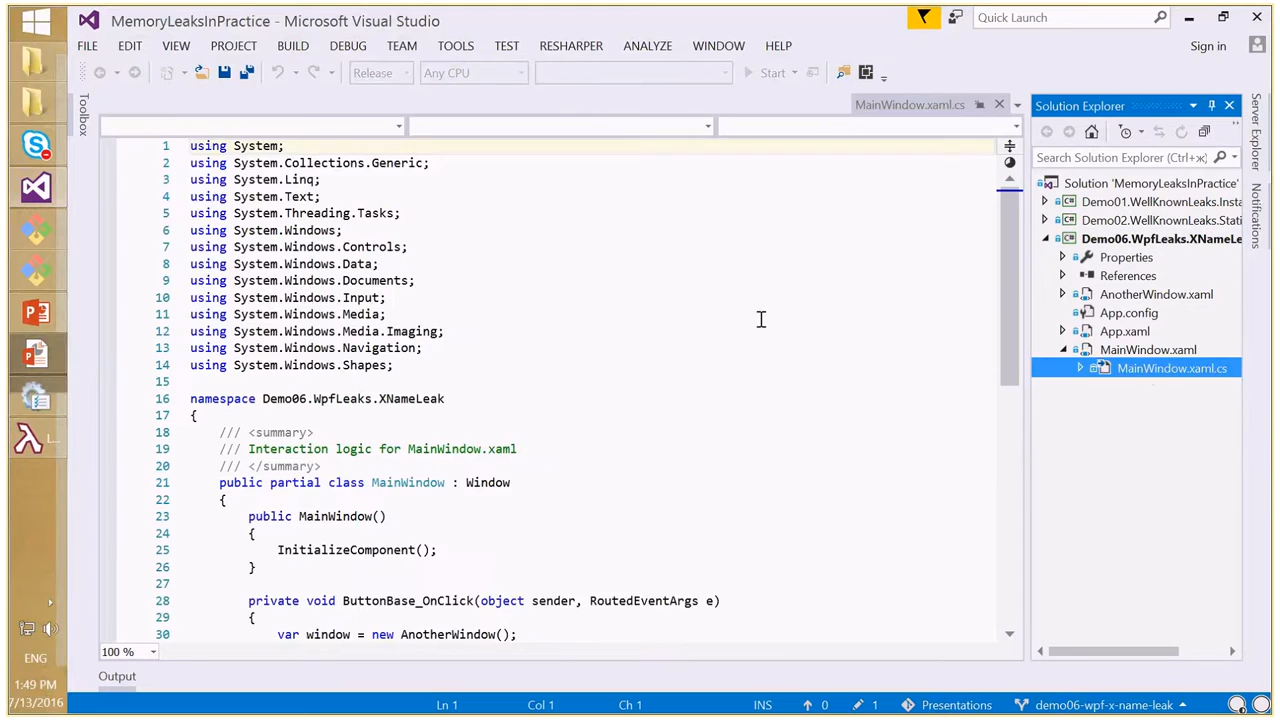 MemoryLeaksInPractice - Microsoft Visual Studio
Quick Launch
FILE EDIT VIEW PROJECT BUILD DEBUG TEAM TOOLS TEST RESHARPER ANALYZE WINDOW HELP
Sign in
Release
Any CPU
Start
Toolbox
MainWindow.xaml.cs
1 using System;
2 using System.Collections.Generic;
3 using System.Linq;
4 using System.Text;
5 using System.Threading.Tasks;
6 using System.Windows;
7 using System.Windows.Controls;
8 using System.Windows.Data;
9 using System.Windows.Documents;
10 using System.Windows.Input;
11 using System.Windows.Media;
12 using System.Windows.Media.Imaging;
13 using System.Windows.Navigation;
14 using System.Windows.Shapes;
15
16 namespace Demo06.WpfLeaks.XNameLeak
17 {
18 /// <summary>
19 /// Interaction logic for MainWindow.xaml
20 /// </summary>
21 public partial class MainWindow : Window
22 {
23 public MainWindow()
24 {
25 InitializeComponent();
26 }
27
28 private void ButtonBase_OnClick(object sender, RoutedEventArgs e)
29 {
30 var window = new AnotherWindow();
100 %
Output
Solution Explorer
Search Solution Explorer (Ctrl+ж)
Solution 'MemoryLeaksInPractice'
C# Demo01.WellKnownLeaks.Insta
C# Demo02.WellKnownLeaks.Stati
C# Demo06.WpfLeaks.XNameLe
Properties
References
AnotherWindow.xaml
App.config
App.xaml
MainWindow.xaml
MainWindow.xaml.cs
Server Explorer
Notifications
L...
ENG
1:49 PM
7/13/2016
Ln 1 Col 1 Ch 1 INS 0 1 Presentations demo06-wpf-x-name-leak